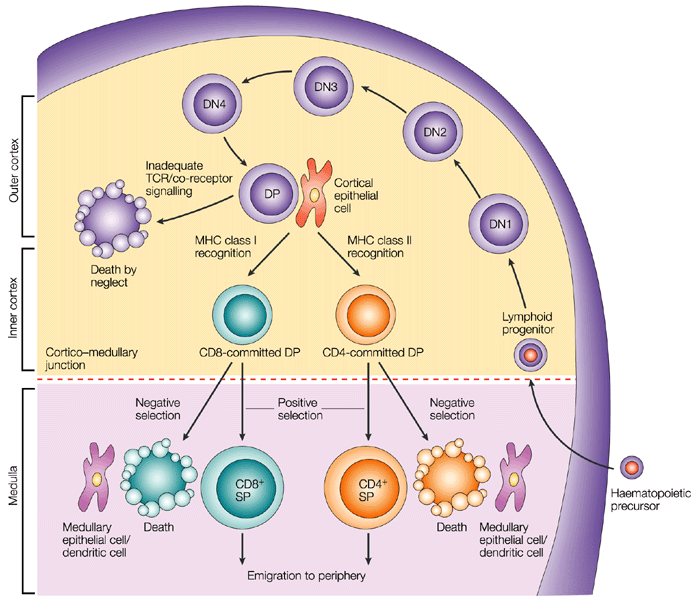 DN3
DN4
DN2
Outer cortex
Inadequate
TCR/co-receptor
signalling
DP
Cortical
epithelial
cell
DN1
Death by
neglect
MHC class I
recognition
MHC class II
recognition
Inner cortex
Lymphoid
progenitor
Cortico–medullary
junction
CD8-committed DP
CD4-committed DP
Negative
selection
Positive
selection
Negative
selection
Medulla
CD8+
SP
CD4+
SP
Haematopoietic
precursor
Medullary
epithelial cell/
dendritic cell
Death
Death
Medullary
epithelial cell/
dendritic cell
Emigration to periphery